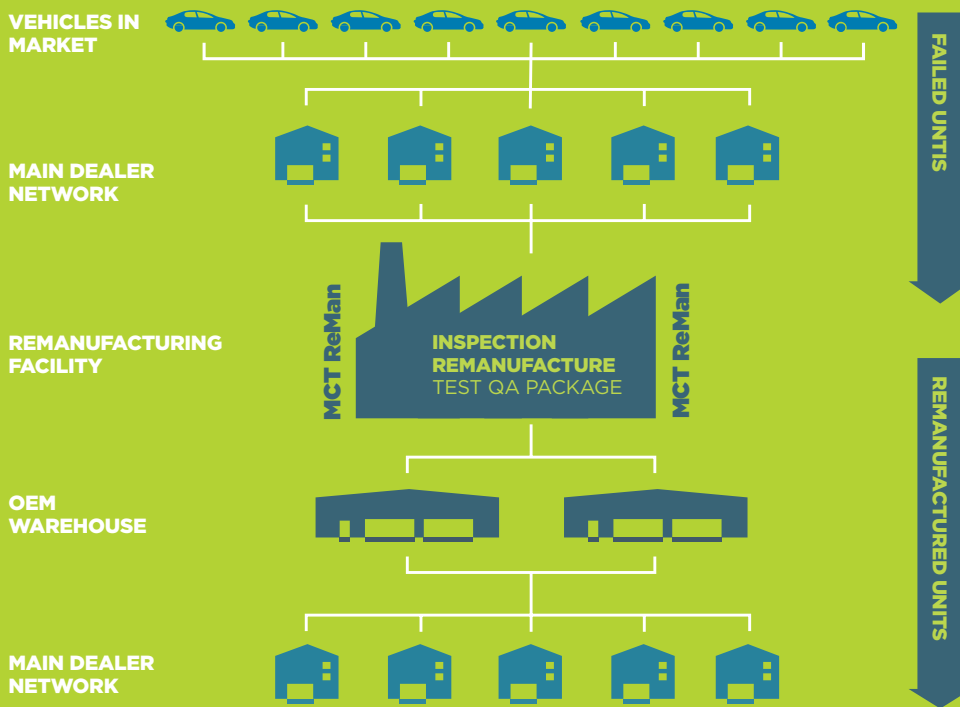 VEHICLES IN
MARKET
FAILED UNTIS
MAIN DEALER
NETWORK
REMANUFACTURING
FACILITY
MCT ReMan
INSPECTION
REMANUFACTURE
TEST QA PACKAGE
MCT ReMan
REMANUFACTURED UNITS
OEM
WAREHOUSE
MAIN DEALER
NETWORK